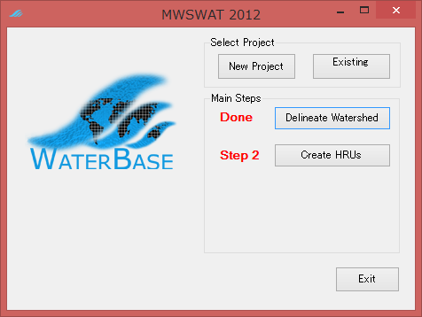 MWSWAT 2012
Select Project
New Project
Existing
Main Steps
Done
Delineate Watershed
Step 2
Create HRUs
WATERBASE
Exit